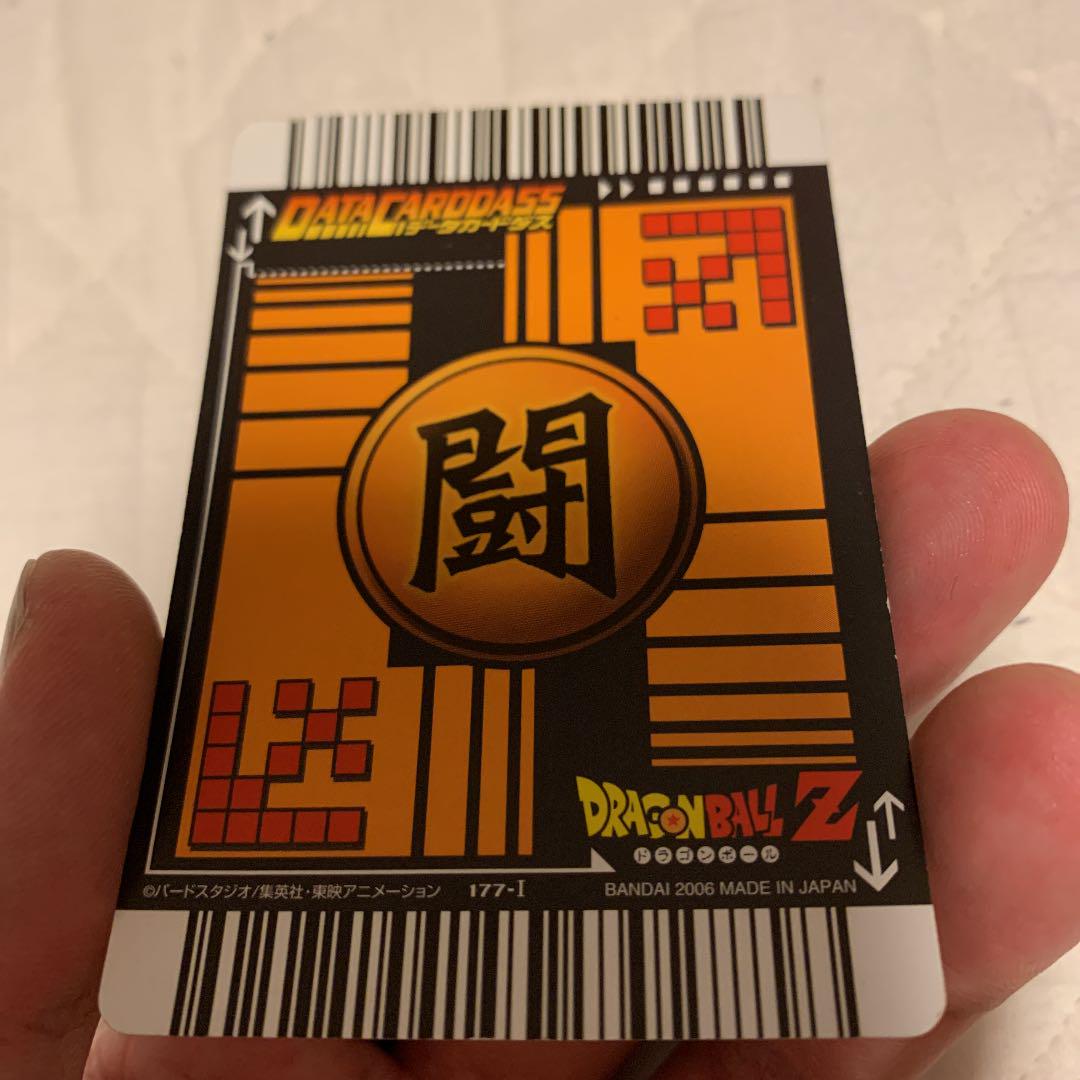 DATA CARDDASS
データカードダス
闘
DRAGON BALL Z
ドラゴンボール
©バードスタジオ/集英社・東映アニメーション 177-I BANDAI 2006 MADE IN JAPAN